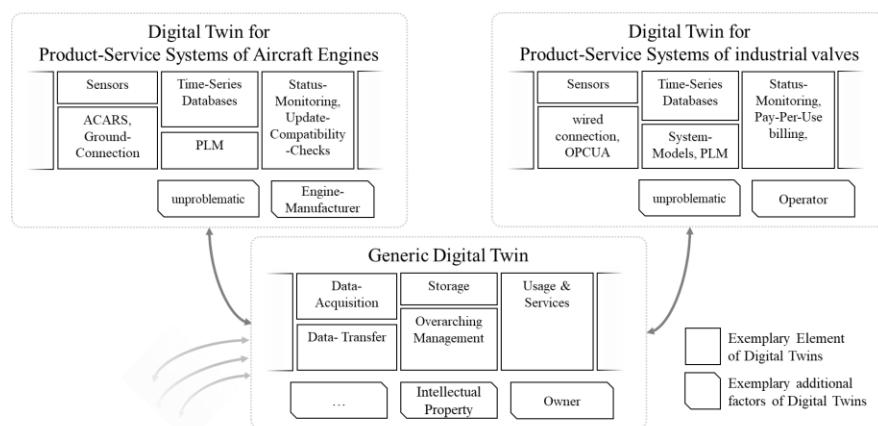 Digital Twin for
Product-Service Systems of Aircraft Engines
Sensors
ACARS,
Ground-
Connection
Time-Series
Databases
PLM
Status-
Monitoring,
Update-
Compatibility
-Checks
unproblematic
Engine-
Manufacturer
Digital Twin for
Product-Service Systems of industrial valves
Sensors
wired
connection,
OPCUA
Time-Series
Databases
System-
Models, PLM
Status-
Monitoring,
Pay-Per-Use
billing,
unproblematic
Operator
Generic Digital Twin
Data-
Acquisition
Data- Transfer
Storage
Overarching
Management
Usage &
Services
…
Intellectual
Property
Owner
Exemplary Element
of Digital Twins
Exemplary additional
factors of Digital Twins